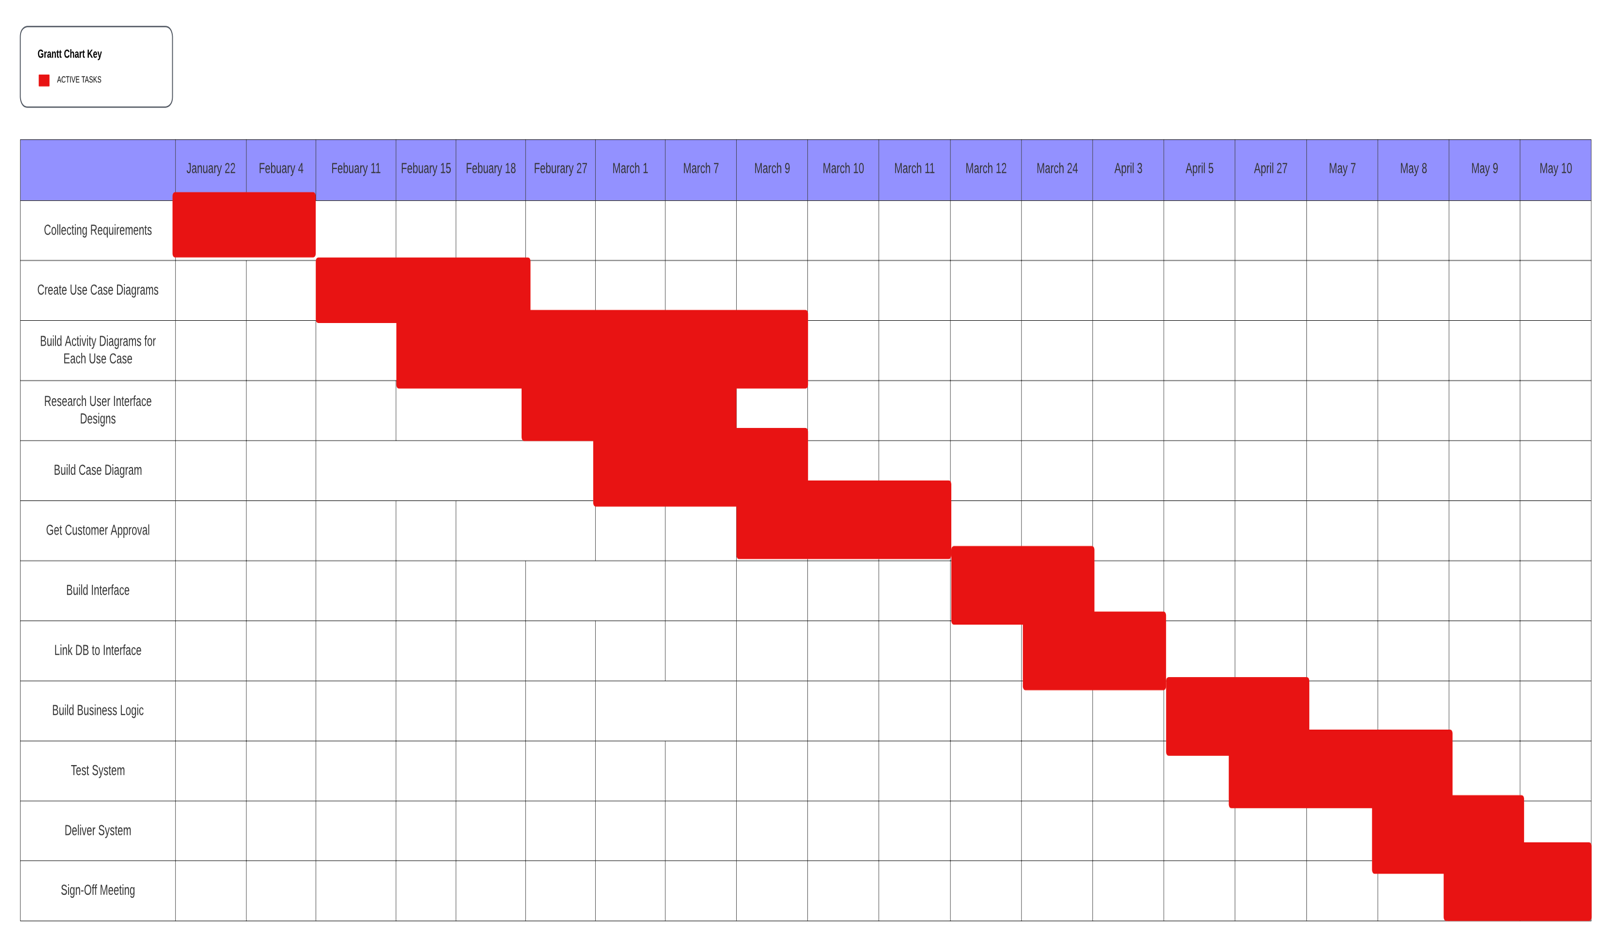 Grantt Chart Key
ACTIVE TASKS
January 22 Febuary 4 Febuary 11 Febuary 15 Febuary 18 Feburary 27 March 1 March 7 March 9 March 10 March 11 March 12 March 24 April 3 April 5 April 27 May 7 May 8 May 9 May 10
Collecting Requirements
Create Use Case Diagrams
Build Activity Diagrams for
Each Use Case
Research User Interface
Designs
Build Case Diagram
Get Customer Approval
Build Interface
Link DB to Interface
Build Business Logic
Test System
Deliver System
Sign-Off Meeting